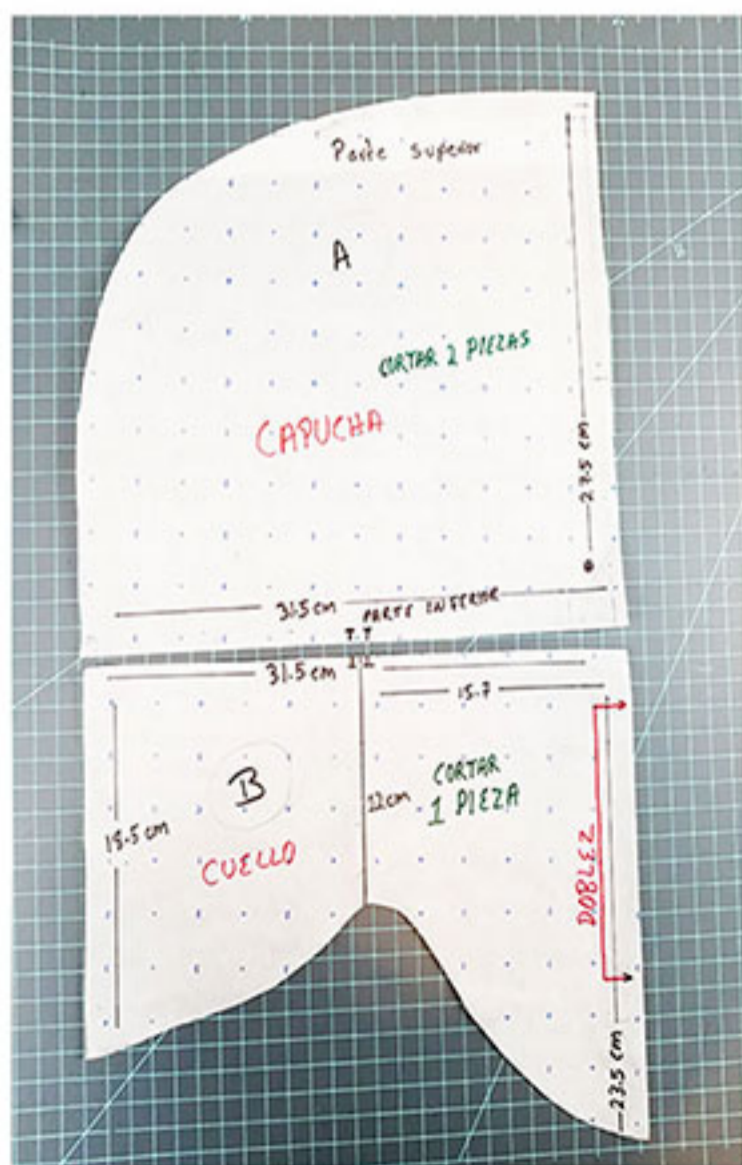 Parte superior
A
CORTAR 2 PIEZAS
CAPUCHA
27.5 cm
31.5 cm PARTE INFERIOR
31.5 cm
15.7
B
CUELLO
18.5 cm
12cm
CORTAR
1 PIEZA
DOBLEZ
23.5 cm